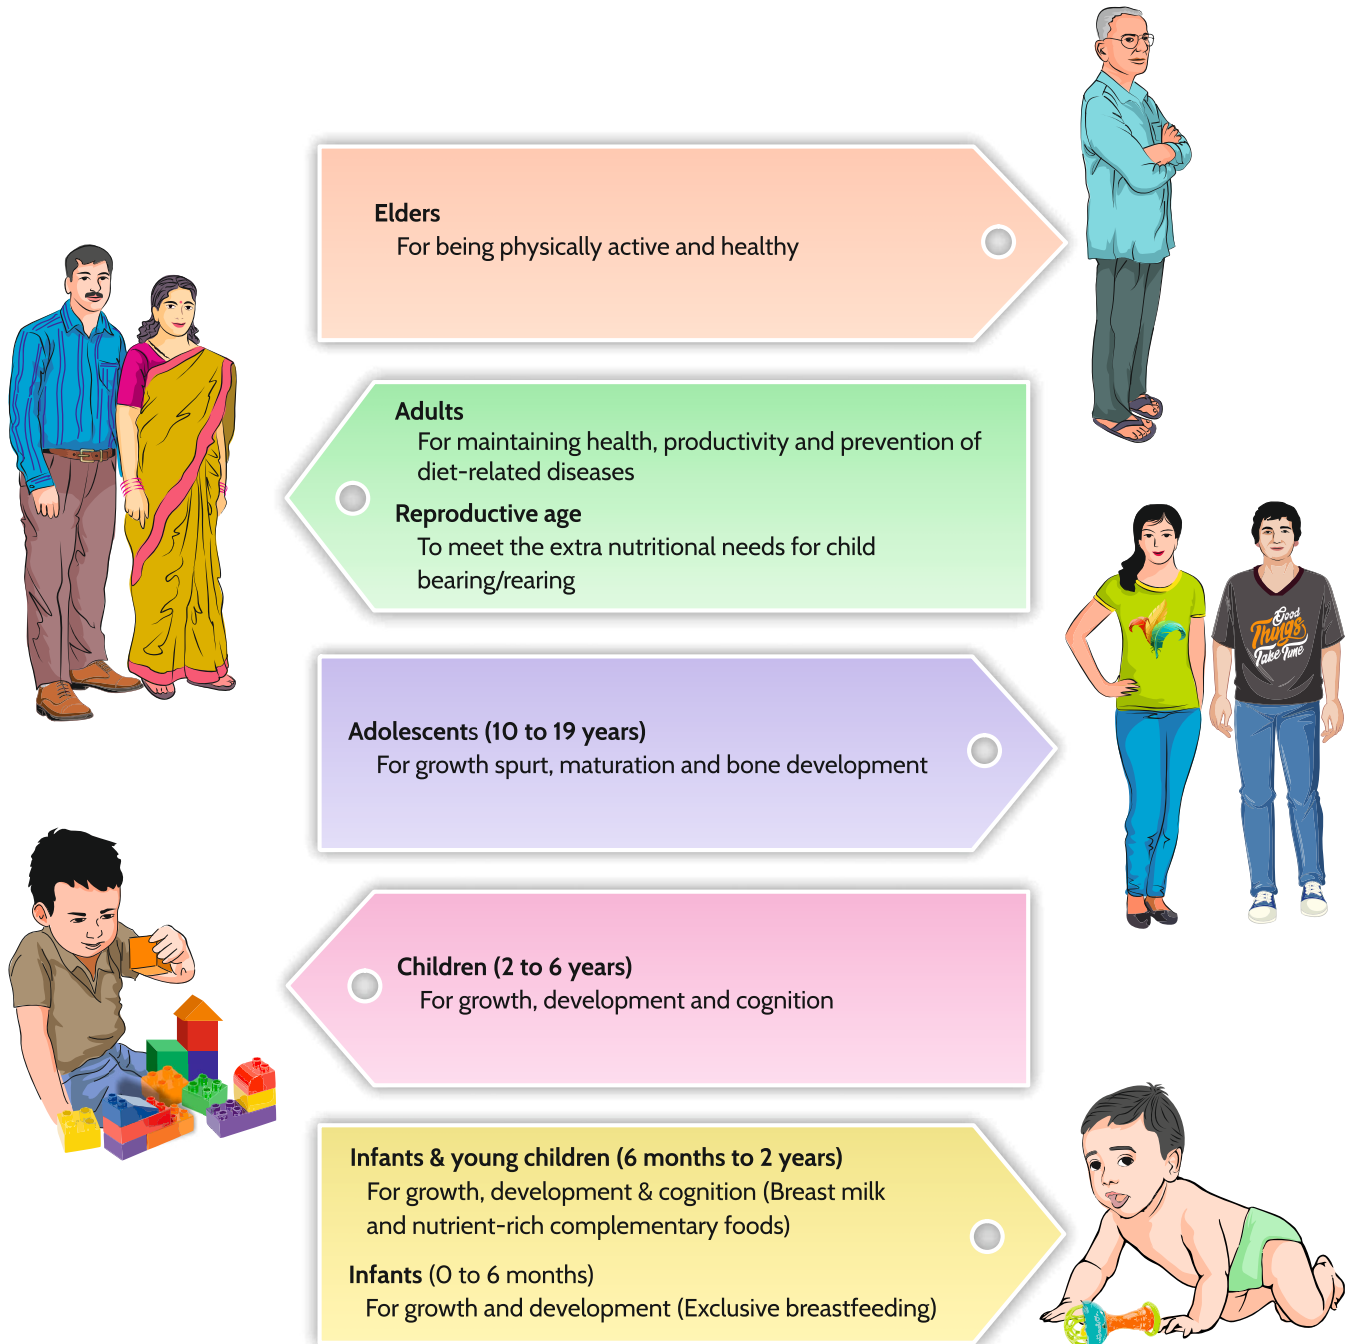 Elders
For being physically active and healthy
Adults
For maintaining health, productivity and prevention of
diet-related diseases
Reproductive age
To meet the extra nutritional needs for child
bearing/rearing
Good
Things
Take Time
Adolescents (10 to 19 years)
For growth spurt, maturation and bone development
Children (2 to 6 years)
For growth, development and cognition
Infants & young children (6 months to 2 years)
For growth, development & cognition (Breast milk
and nutrient-rich complementary foods)
Infants (0 to 6 months)
For growth and development (Exclusive breastfeeding)